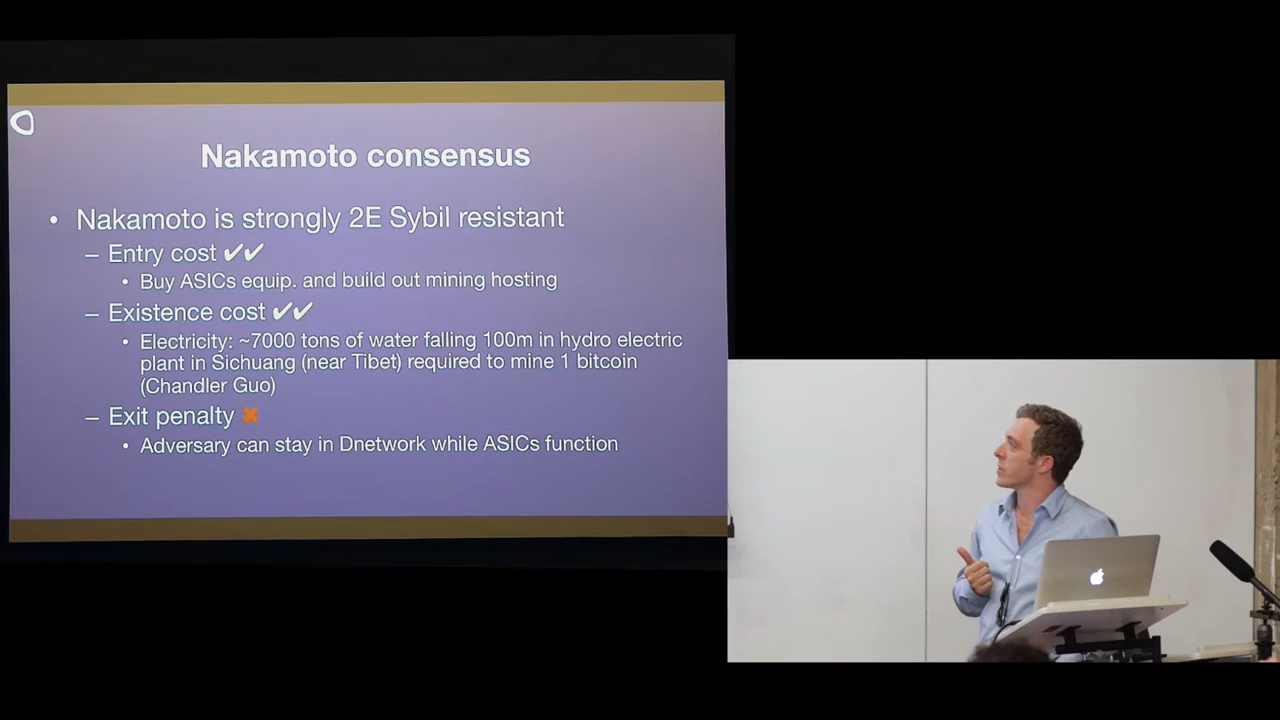 Nakamoto consensus
• Nakamoto is strongly 2E Sybil resistant
– Entry cost ✔✔
• Buy ASICs equip. and build out mining hosting
– Existence cost ✔✔
• Electricity: ~7000 tons of water falling 100m in hydro electric
plant in Sichuang (near Tibet) required to mine 1 bitcoin
(Chandler Guo)
– Exit penalty ✖
• Adversary can stay in Dnetwork while ASICs function